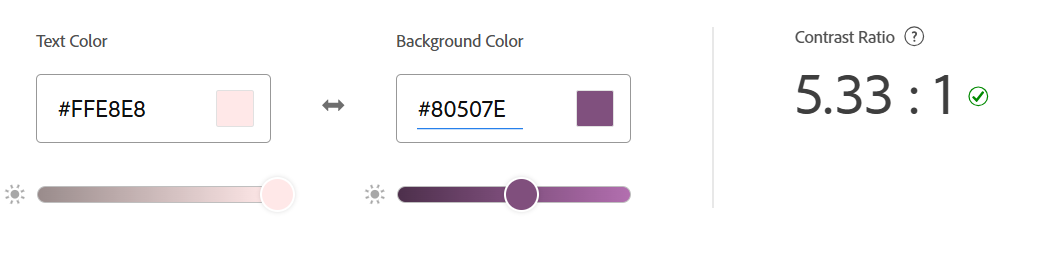 Text Color
#FFE8E8
Background Color
#80507E
Contrast Ratio ?
5.33 : 1